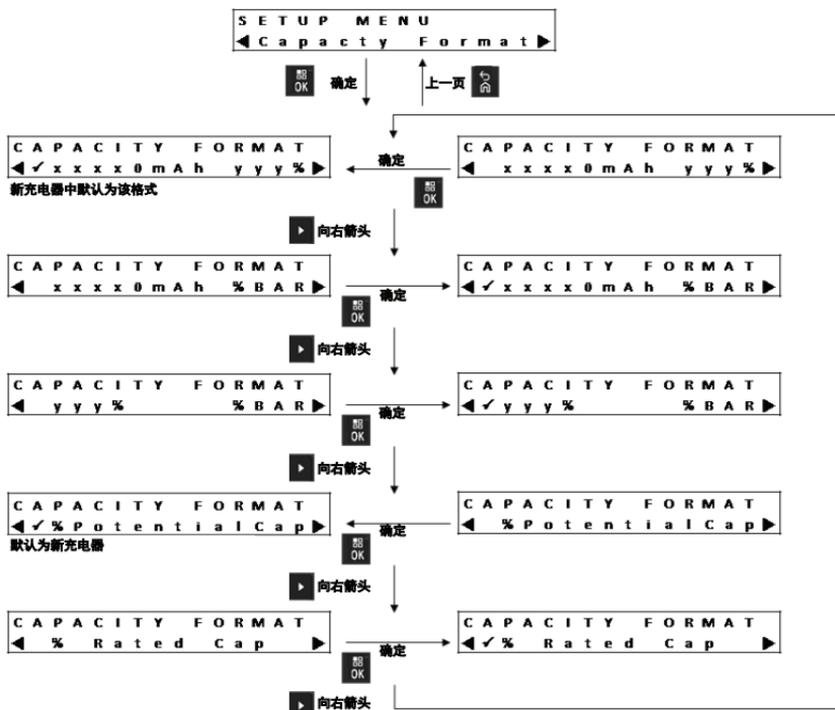 SETUP MENU
◀Capacty Format▶
OK 确定 上一页
CAPACITY FORMAT
◀✓xxxx0mAh yyy%▶
新充电器中默认为该格式
确定
OK
CAPACITY FORMAT
◀ xxxx0mAh yyy%▶
向右箭头
CAPACITY FORMAT
◀ xxxx0mAh %BAR▶
确定
OK
CAPACITY FORMAT
◀✓xxxx0mAh %BAR▶
向右箭头
CAPACITY FORMAT
◀ yyy% %BAR▶
确定
OK
CAPACITY FORMAT
◀✓yyy% %BAR▶
向右箭头
CAPACITY FORMAT
◀✓%PotentialCap▶
默认为新充电器
确定
OK
CAPACITY FORMAT
◀ %PotentialCap▶
向右箭头
CAPACITY FORMAT
◀ % Rated Cap ▶
确定
OK
CAPACITY FORMAT
◀✓% Rated Cap ▶
向右箭头